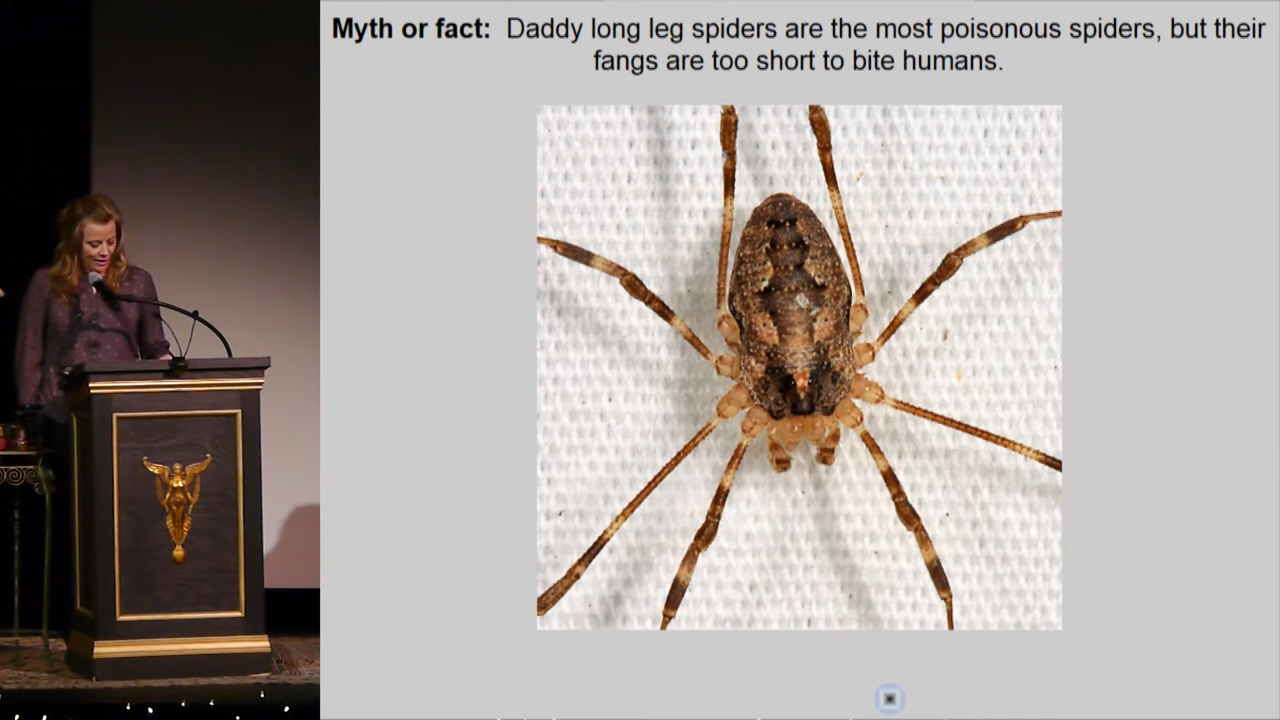 Myth or fact: Daddy long leg spiders are the most poisonous spiders, but their
fangs are too short to bite humans.